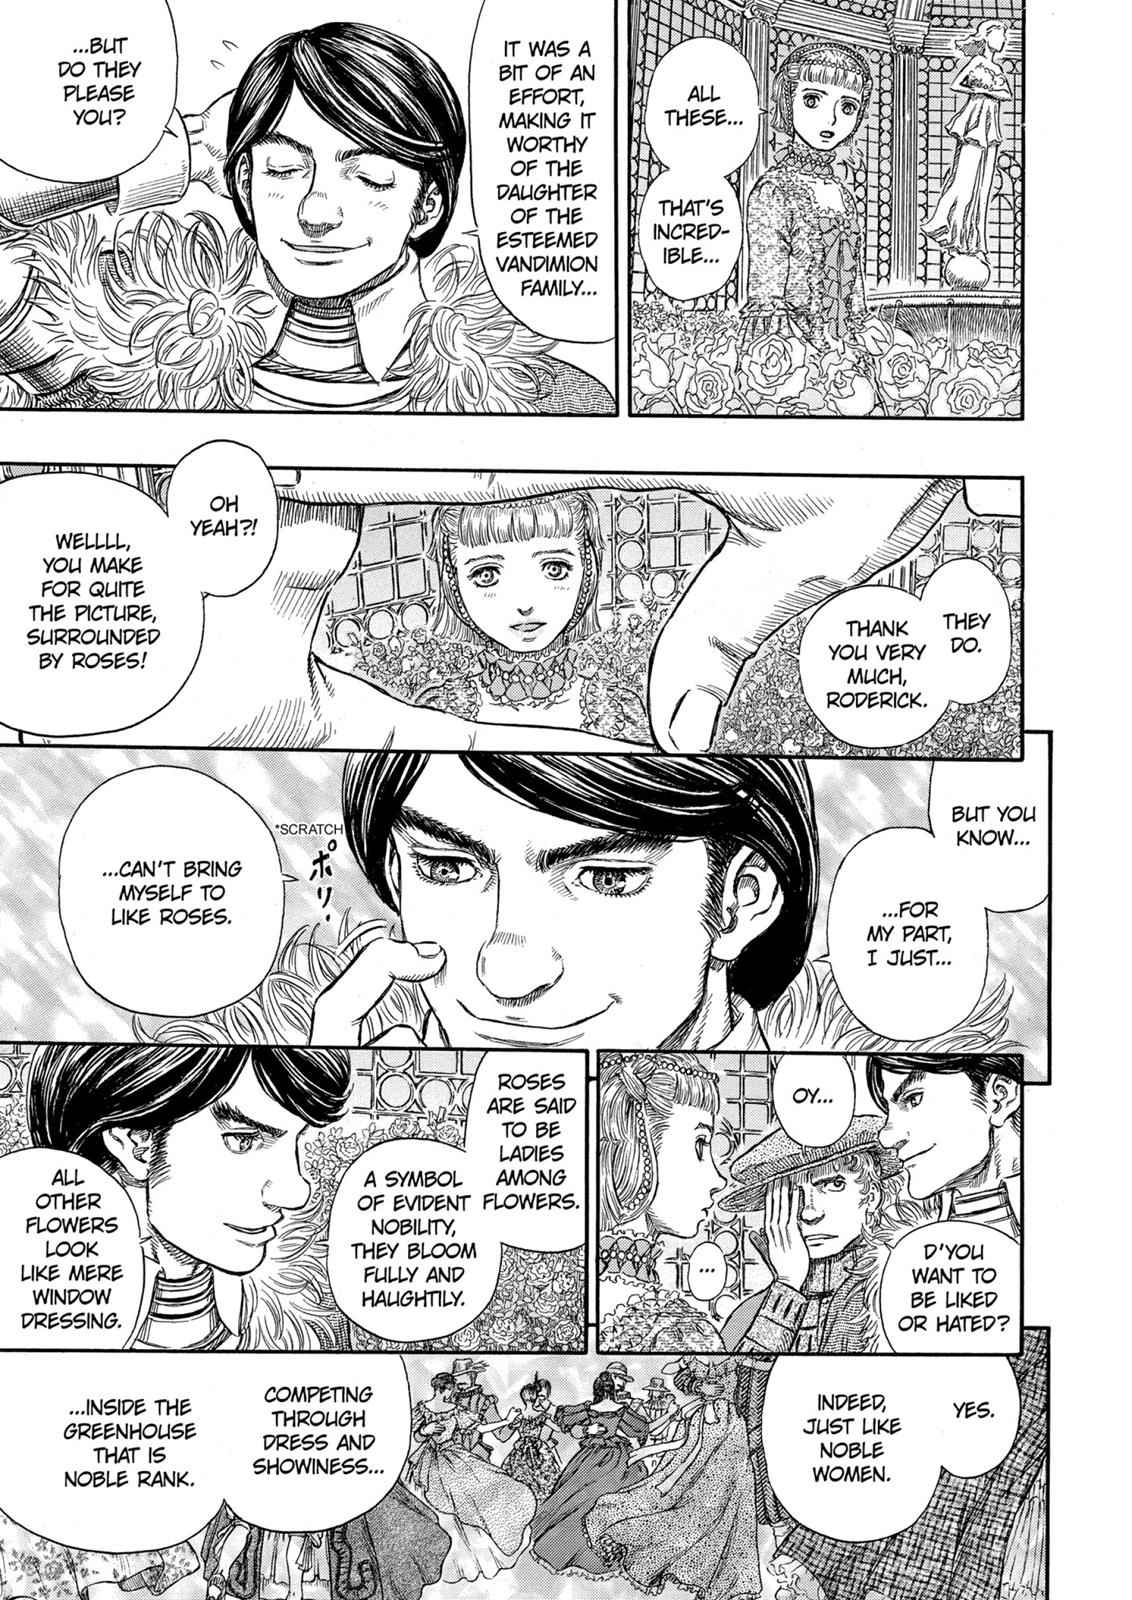 ALL
THESE...
THAT'S
INCRED-
IBLE...
IT WAS A
BIT OF AN
EFFORT,
MAKING IT
WORTHY
OF THE
DAUGHTER
OF THE
ESTEEMED
VANDIMION
FAMILY...
...BUT
DO THEY
PLEASE
YOU?
THEY
DO.
THANK
YOU VERY
MUCH,
RODERICK.
OH
YEAH?!
WELLLL,
YOU MAKE
FOR QUITE
THE PICTURE,
SURROUNDED
BY ROSES!
BUT YOU
KNOW...
...FOR
MY PART,
I JUST...
*SCRATCH
ポリ.
...CAN'T BRING
MYSELF TO
LIKE ROSES.
OY...
D'YOU
WANT TO
BE LIKED
OR HATED?
...
ROSES
ARE SAID
TO BE
LADIES
AMONG
FLOWERS.
A SYMBOL
OF EVIDENT
NOBILITY,
THEY BLOOM
FULLY AND
HAUGHTILY.
ALL
OTHER
FLOWERS
LOOK
LIKE MERE
WINDOW
DRESSING.
YES.
INDEED,
JUST LIKE
NOBLE
WOMEN.
COMPETING
THROUGH
DRESS AND
SHOWINESS...
...INSIDE THE
GREENHOUSE
THAT IS
NOBLE RANK.